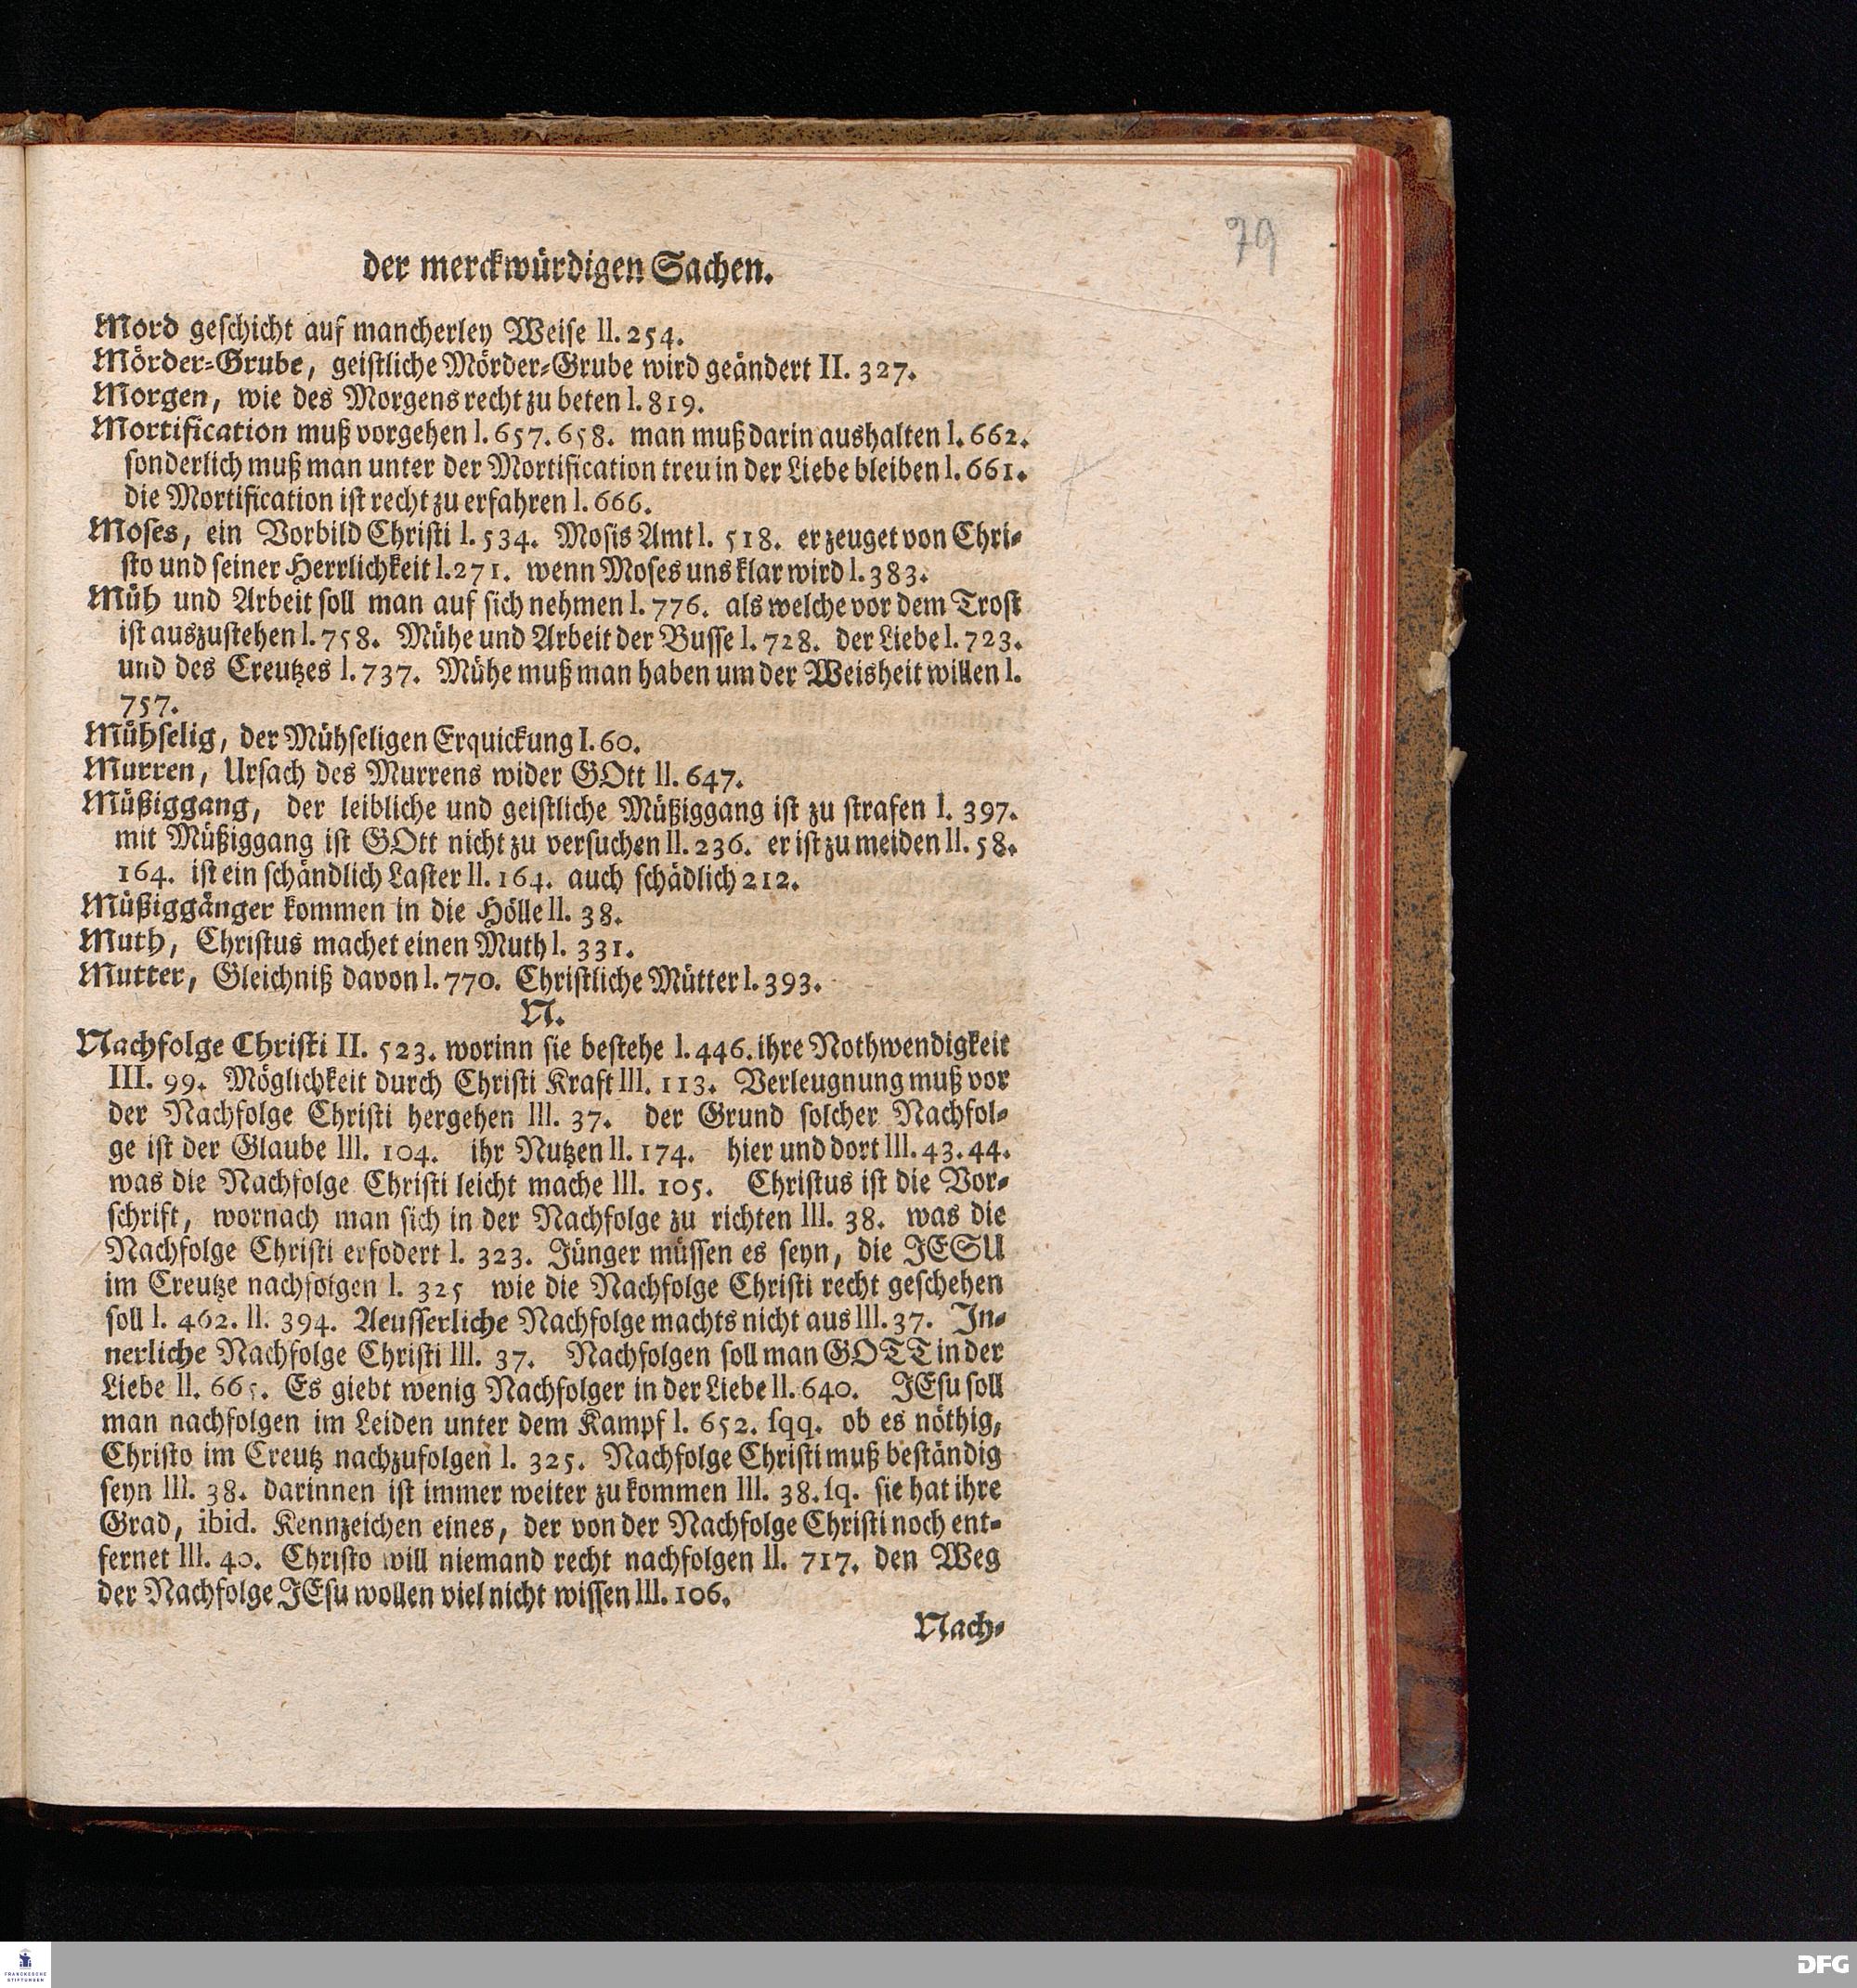 79
der merckwürdigen Sachen.
Mord geschicht auf mancherley Weise II. 254.
Mörder-Grube, geistliche Mörder-Grube wird geändert II. 327.
Morgen, wie des Morgens recht zu beten I. 819.
Mortification muß vorgehen I. 657. 658. man muß darin aushalten I. 662.
sonderlich muß man unter der Mortification treu in der Liebe bleiben I. 661.
die Mortification ist recht zu erfahren I. 666.
Moses, ein Vorbild Christi I. 534. Mosis Amt I. 518. er zeuget von Chri-
sto und seiner Herrlichkeit I. 271. wenn Moses uns klar wird I. 383.
Müh und Arbeit soll man auf sich nehmen I. 776. als welche vor dem Trost
ist auszustehen I. 758. Mühe und Arbeit der Busse I. 728. der Liebe I. 723.
und des Creutzes I. 737. Mühe muß man haben um der Weisheit willen I.
757.
Mühselig, der Mühseligen Erquickung I. 60.
Murren, Ursach des Murrens wider GOtt II. 647.
Müßiggang, der leibliche und geistliche Müßiggang ist zu strafen I. 397.
mit Müßiggang ist GOtt nicht zu versuchen II. 236. er ist zu meiden II. 58.
164. ist ein schändlich Laster II. 164. auch schädlich 212.
Müßiggänger kommen in die Hölle II. 38.
Muth, Christus machet einen Muth I. 331.
Mutter, Gleichniß davon I. 770. Christliche Mütter I. 393.
N.
Nachfolge Christi II. 523. worinn sie bestehe I. 446. ihre Nothwendigkeit
III. 99. Möglichkeit durch Christi Kraft III. 113. Verleugnung muß vor
der Nachfolge Christi hergehen III. 37. der Grund solcher Nachfol-
ge ist der Glaube III. 104. ihr Nutzen II. 174. hier und dort III. 43. 44.
was die Nachfolge Christi leicht mache III. 105. Christus ist die Vor-
schrift, wornach man sich in der Nachfolge zu richten III. 38. was die
Nachfolge Christi erfodert I. 323. Jünger müssen es seyn, die JESU
im Creutze nachfolgen I. 325 wie die Nachfolge Christi recht geschehen
soll I. 462. II. 394. Aeusserliche Nachfolge machts nicht aus III. 37. In-
nerliche Nachfolge Christi III. 37. Nachfolgen soll man GOTT in der
Liebe II. 665. Es giebt wenig Nachfolger in der Liebe II. 640. JEsu soll
man nachfolgen im Leiden unter dem Kampf I. 652. sqq. ob es nöthig,
Christo im Creutz nachzufolgen I. 325. Nachfolge Christi muß beständig
seyn III. 38. darinnen ist immer weiter zu kommen III. 38. sq. sie hat ihre
Grad, ibid. Kennzeichen eines, der von der Nachfolge Christi noch ent-
fernet III. 40. Christo will niemand recht nachfolgen II. 717. den Weg
der Nachfolge JEsu wollen viel nicht wissen III. 106.
Nach-
FRANCKESCHE
STIFTUNGEN
DFG